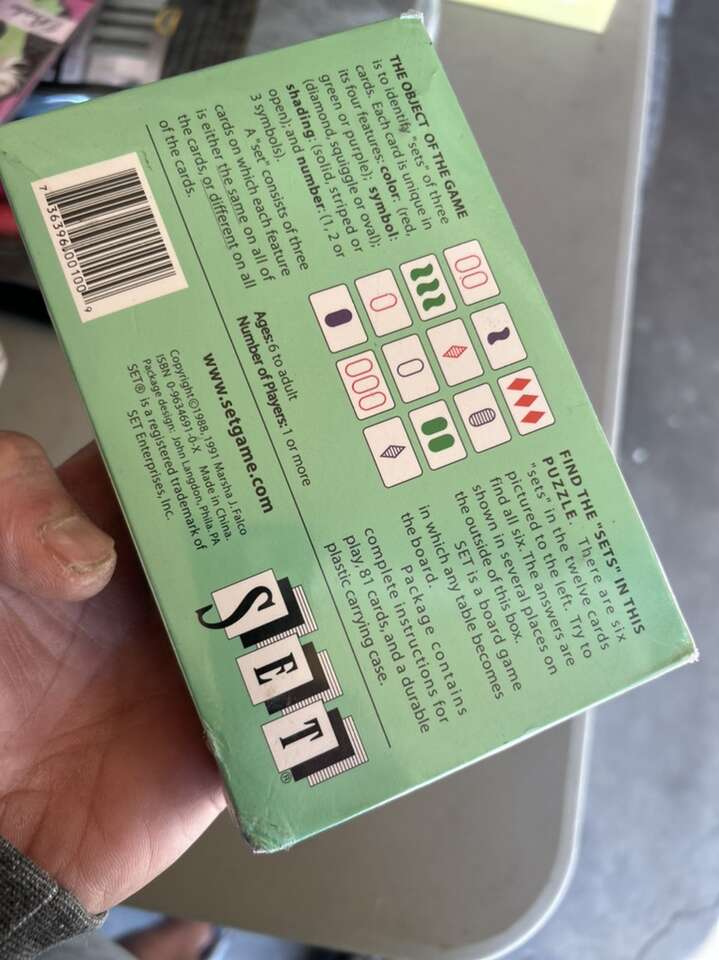 THE OBJECT OF THE GAME
is to identify "sets" of three
cards. Each card is unique in
its four features: color: (red,
green or purple); symbol:
(diamond, squiggle or oval);
shading: (solid, striped or
open); and number: (1, 2 or
3 symbols).
A "set" consists of three
cards on which each feature
is either the same on all of
the cards, or different on all
of the cards.
7 36396 00100 9
FIND THE "SETS" IN THIS
PUZZLE. There are six
"sets" in the twelve cards
pictured to the left. Try to
find all six. The answers are
shown in several places on
the outside of this box.
SET is a board game
in which any table becomes
the board.
Package contains
complete instructions for
play, 81 cards, and a durable
plastic carrying case.
Ages: 6 to adult
Number of Players: 1 or more
www.setgame.com
Copyright©1988, 1991 Marsha J. Falco
ISBN 0-9634691-0-X Made in China.
Package design: John Langdon, Phila. PA
SET® is a registered trademark of
SET Enterprises, Inc.
SET®